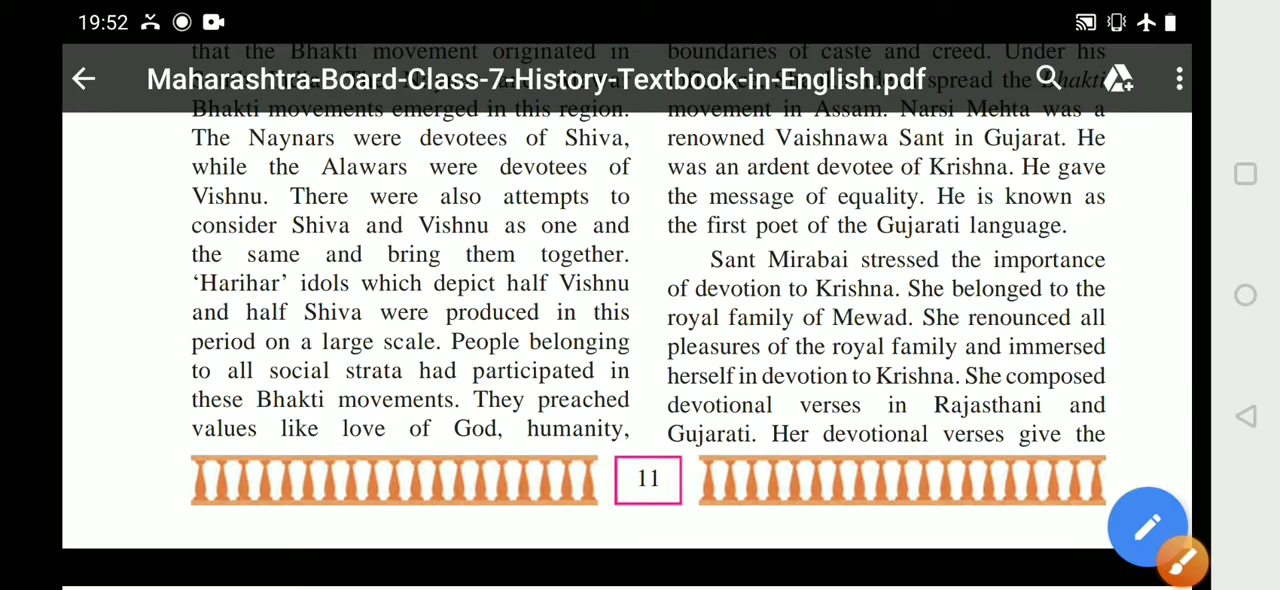 19:52
Maharashtra-Board-Class-7-History-Textbook-in-English.pdf
that the Bhakti movement originated in
Bhakti movements emerged in this region.
The Naynars were devotees of Shiva,
while the Alawars were devotees of
Vishnu. There were also attempts to
consider Shiva and Vishnu as one and
the same and bring them together.
‘Harihar’ idols which depict half Vishnu
and half Shiva were produced in this
period on a large scale. People belonging
to all social strata had participated in
these Bhakti movements. They preached
values like love of God, humanity,
boundaries of caste and creed. Under his
spread the Bhakti
movement in Assam. Narsi Mehta was a
renowned Vaishnawa Sant in Gujarat. He
was an ardent devotee of Krishna. He gave
the message of equality. He is known as
the first poet of the Gujarati language.
Sant Mirabai stressed the importance
of devotion to Krishna. She belonged to the
royal family of Mewad. She renounced all
pleasures of the royal family and immersed
herself in devotion to Krishna. She composed
devotional verses in Rajasthani and
Gujarati. Her devotional verses give the
11